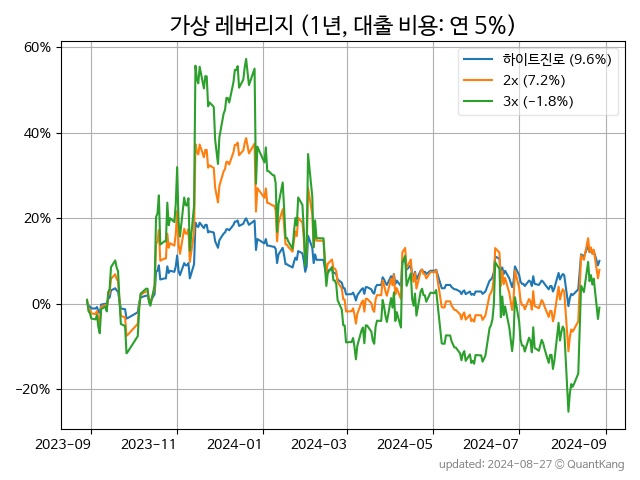 가상 레버리지 (1년, 대출 비용: 연 5%)
60%
40%
20%
0%
−20%
하이트진로 (9.6%)
2x (7.2%)
3x (−1.8%)
2023-09
2023-11
2024-01
2024-03
2024-05
2024-07
2024-09
updated: 2024-08-27 © QuantKang